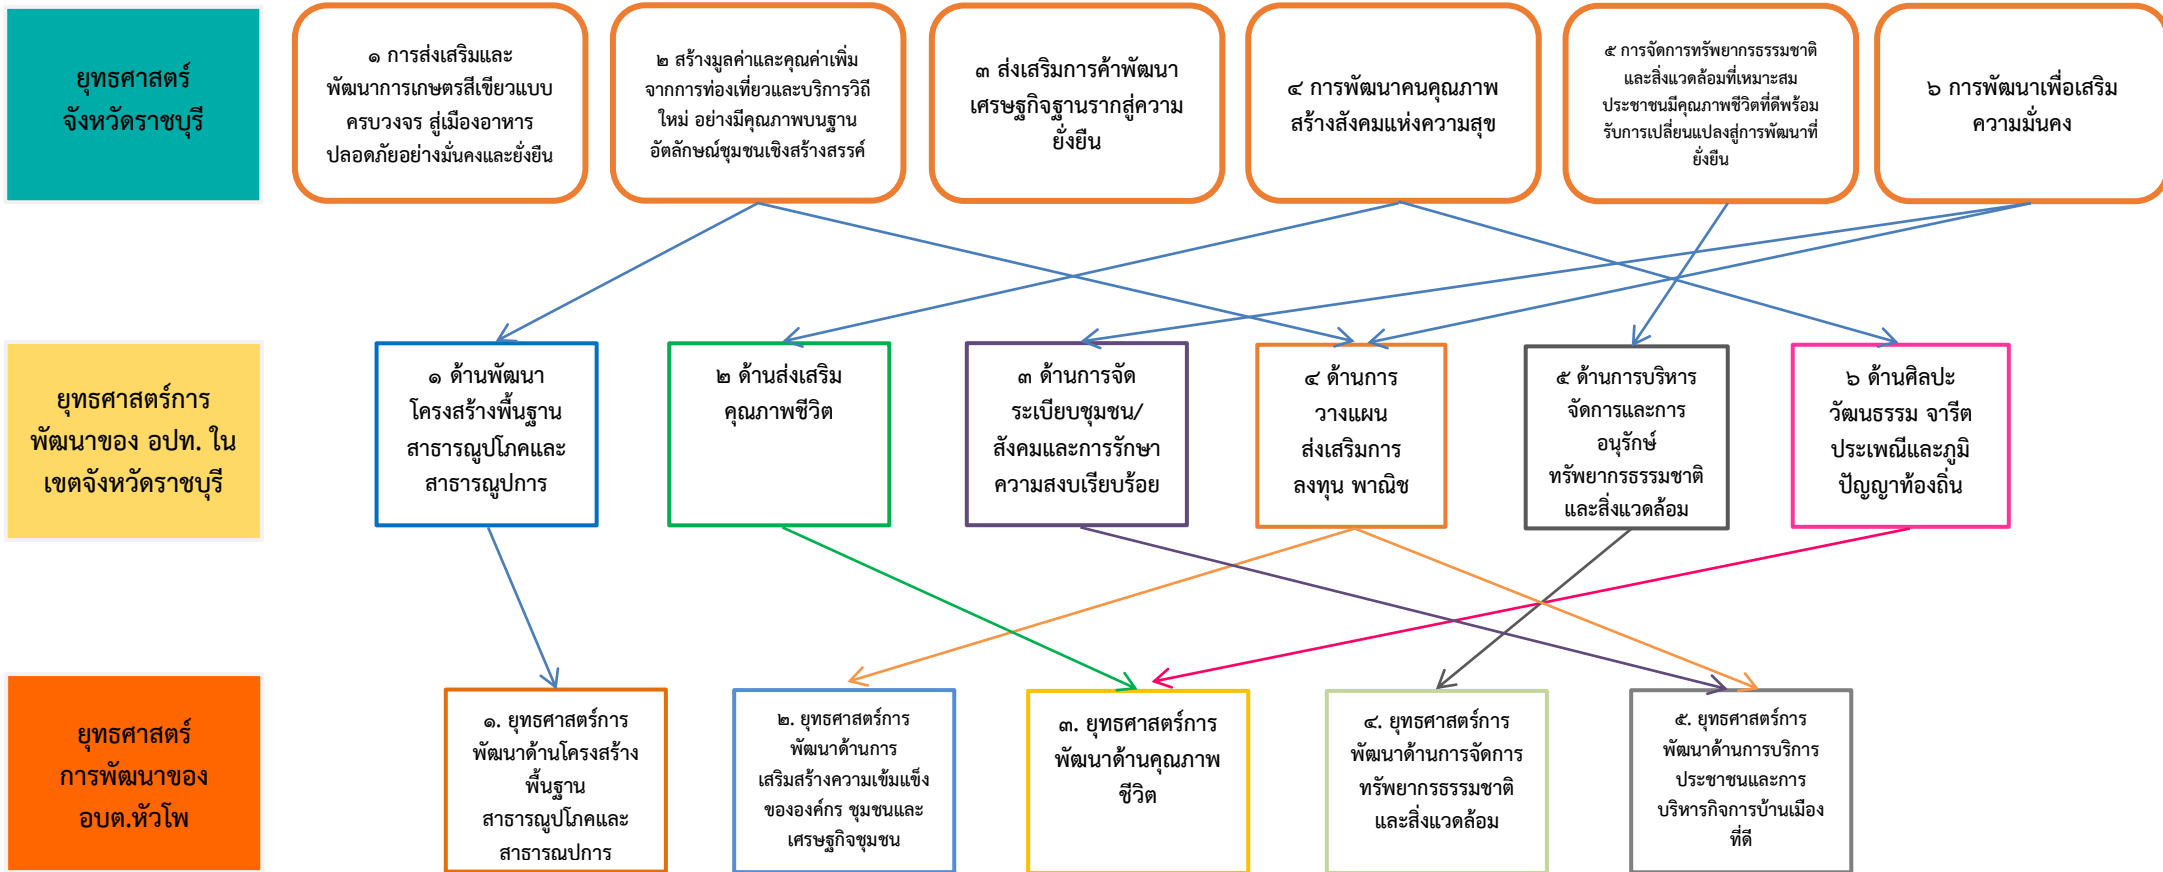 ยุทธศาสตร์
จังหวัดราชบุรี
๑ การส่งเสริมและ
พัฒนาการเกษตรสีเขียวแบบ
ครบวงจร สู่เมืองอาหาร
ปลอดภัยอย่างมั่นคงและยั่งยืน
๒ สร้างมูลค่าและคุณค่าเพิ่ม
จากการท่องเที่ยวและบริการวิถี
ใหม่ อย่างมีคุณภาพบนฐาน
อัตลักษณ์ชุมชนเชิงสร้างสรรค์
๓ ส่งเสริมการค้าพัฒนา
เศรษฐกิจฐานรากสู่ความ
ยั่งยืน
๔ การพัฒนาคนคุณภาพ
สร้างสังคมแห่งความสุข
๕ การจัดการทรัพยากรธรรมชาติ
และสิ่งแวดล้อมที่เหมาะสม
ประชาชนมีคุณภาพชีวิตที่ดีพร้อม
รับการเปลี่ยนแปลงสู่การพัฒนาที่
ยั่งยืน
๖ การพัฒนาเพื่อเสริม
ความมั่นคง
ยุทธศาสตร์การ
พัฒนาของ อปท. ใน
เขตจังหวัดราชบุรี
๑ ด้านพัฒนา
โครงสร้างพื้นฐาน
สาธารณูปโภคและ
สาธารณูปการ
๒ ด้านส่งเสริม
คุณภาพชีวิต
๓ ด้านการจัด
ระเบียบชุมชน/
สังคมและการรักษา
ความสงบเรียบร้อย
๔ ด้านการ
วางแผน
ส่งเสริมการ
ลงทุน พาณิช
๕ ด้านการบริหาร
จัดการและการ
อนุรักษ์
ทรัพยากรธรรมชาติ
และสิ่งแวดล้อม
๖ ด้านศิลปะ
วัฒนธรรม จารีต
ประเพณีและภูมิ
ปัญญาท้องถิ่น
ยุทธศาสตร์
การพัฒนาของ
อบต.หัวโพ
๑. ยุทธศาสตร์การ
พัฒนาด้านโครงสร้าง
พื้นฐาน
สาธารณูปโภคและ
สาธารณปการ
๒. ยุทธศาสตร์การ
พัฒนาด้านการ
เสริมสร้างความเข้มแข็ง
ขององค์กร ชุมชนและ
เศรษฐกิจชุมชน
๓. ยุทธศาสตร์การ
พัฒนาด้านคุณภาพ
ชีวิต
๔. ยุทธศาสตร์การ
พัฒนาด้านการจัดการ
ทรัพยากรธรรมชาติ
และสิ่งแวดล้อม
๕. ยุทธศาสตร์การ
พัฒนาด้านการบริการ
ประชาชนและการ
บริหารกิจการบ้านเมือง
ที่ดี